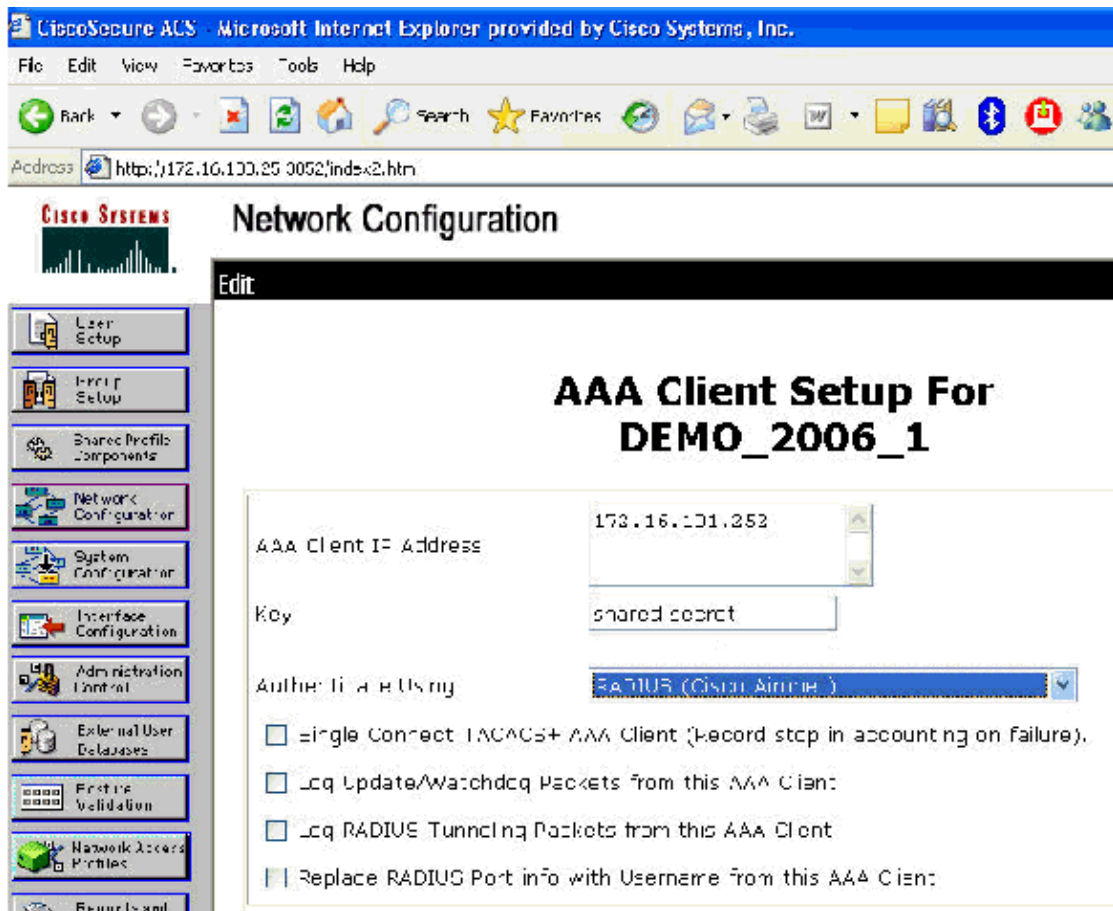 CiscoSecure ACS - Microsoft Internet Explorer provided by Cisco Systems, Inc.
File Edit View Favorites Tools Help
Back Search Favorites
Address http://172.16.100.25
index2.htm
CISCO SYSTEMS
Network Configuration
Edit
User Setup
Group Setup
Shared Profile Components
Network Configuration
System Configuration
Interface Configuration
Administration Control
External User Databases
Posture Validation
Network Access Profiles
Reports and
AAA Client Setup For
DEMO_2006_1
AAA Client IP Address
172.16.101.252
Key
shared secret
Authenticate Using
RADIUS (Cisco Aironet)
Single Connect TACACS+ AAA Client (Record stop in accounting on failure).
Log Update/Watchdog Packets from this AAA Client
Log RADIUS Tunneling Packets from this AAA Client
Replace RADIUS Port info with Username from this AAA Client